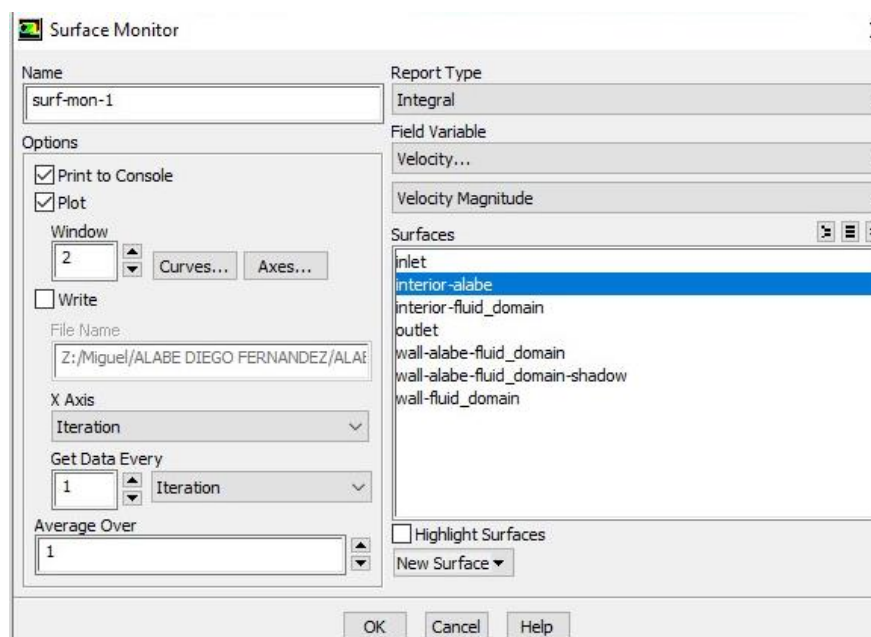 Surface Monitor
Name
surf-mon-1
Options
Print to Console
Plot
Window
2
Curves...
Axes...
Write
File Name
Z:/Miguel/ALABE DIEGO FERNANDEZ/ALAE
X Axis
Iteration
Get Data Every
1
Iteration
Average Over
1
Report Type
Integral
Field Variable
Velocity...
Velocity Magnitude
Surfaces
inlet
interior-alabe
interior-fluid_domain
outlet
wall-alabe-fluid_domain
wall-alabe-fluid_domain-shadow
wall-fluid_domain
Highlight Surfaces
New Surface
OK
Cancel
Help